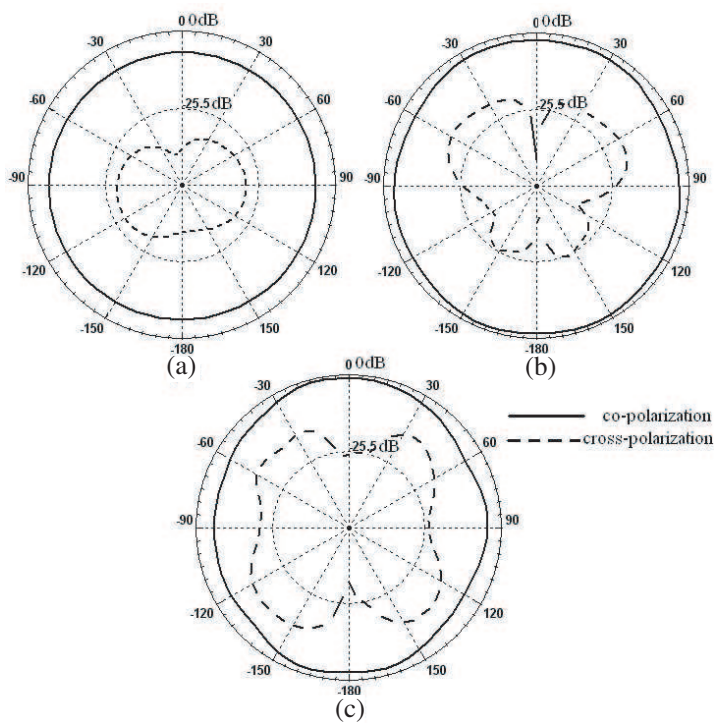 0 0dB
-30 30
-60 60
25.5 dB
-90 90
-120 120
-150 150
-180
(a)
0 0dB
-30 30
-60 60
25.5 dB
-90 90
-120 120
-150 150
-180
(b)
0 0dB
-30 30
-60 60
-25.5 dB
-90 90
-120 120
-150 150
-180
(c)
co-polarization
cross-polarization